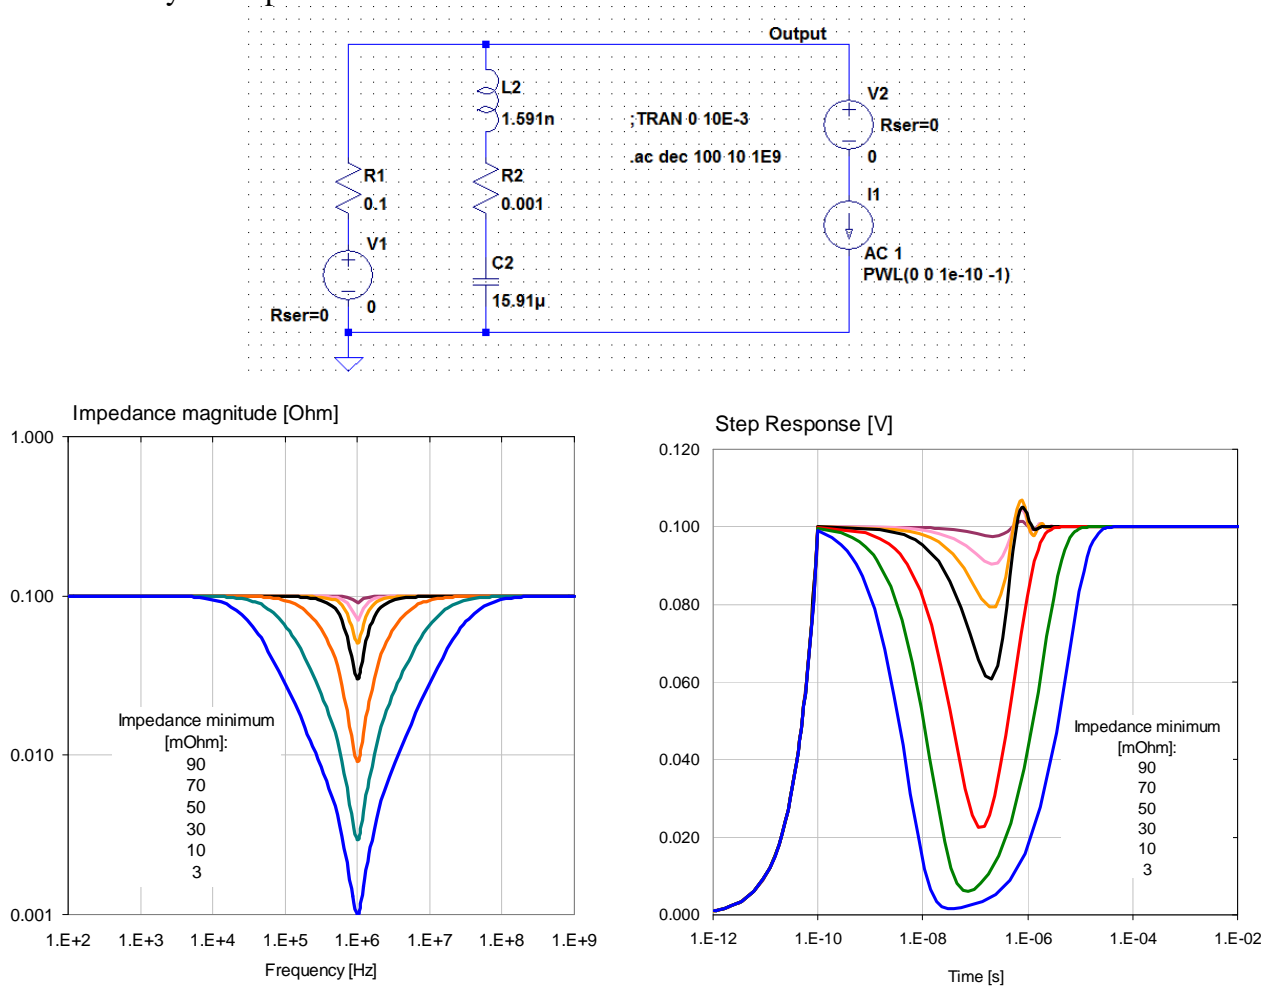 Output
L2
1.591n
;TRAN 0 10E-3
.ac dec 100 10 1E9
V2
Rser=0
0
R1
0.1
R2
0.001
I1
V1
C2
AC 1
PWL(0 0 1e-10 -1)
15.91µ
Rser=0
0
Impedance magnitude [Ohm]
1.000
0.100
0.010
0.001
Impedance minimum
[mOhm]:
90
70
50
30
10
3
1.E+2 1.E+3 1.E+4 1.E+5 1.E+6 1.E+7 1.E+8 1.E+9
Frequency [Hz]
Step Response [V]
0.120
0.100
0.080
0.060
0.040
0.020
0.000
Impedance minimum
[mOhm]:
90
70
50
30
10
3
1.E-12 1.E-10 1.E-08 1.E-06 1.E-04 1.E-02
Time [s]